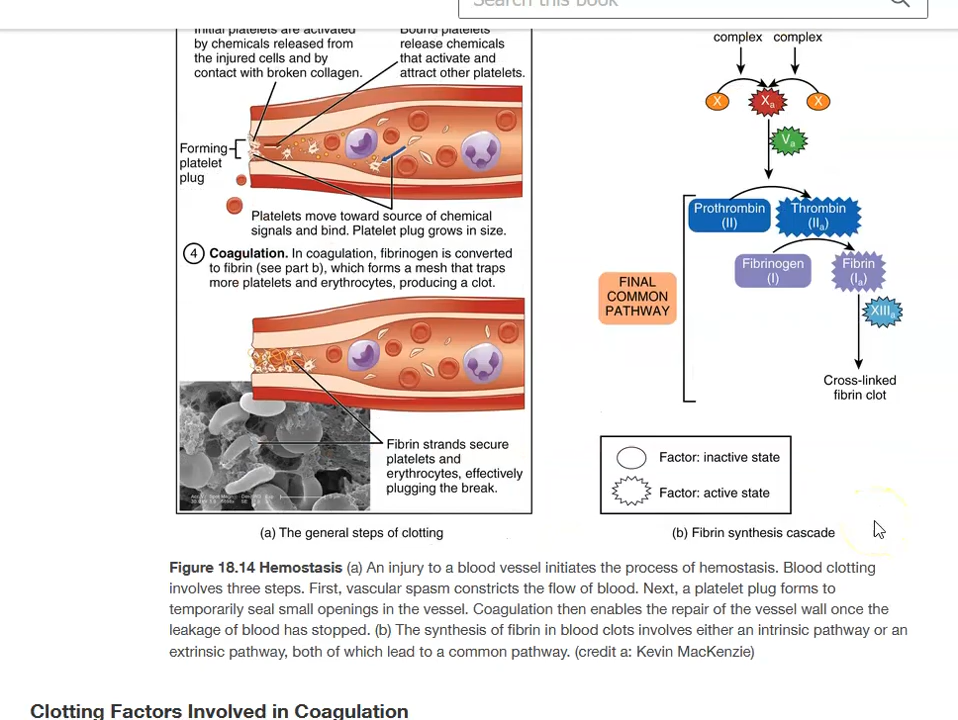 Search this book
Initial platelets are activated
by chemicals released from
the injured cells and by
contact with broken collagen.
Bound platelets
release chemicals
that activate and
attract other platelets.
Forming
platelet
plug
Platelets move toward source of chemical
signals and bind. Platelet plug grows in size.
4 Coagulation. In coagulation, fibrinogen is converted
to fibrin (see part b), which forms a mesh that traps
more platelets and erythrocytes, producing a clot.
Fibrin strands secure
platelets and
erythrocytes, effectively
plugging the break.
(a) The general steps of clotting
complex complex
X Xa X
Va
Prothrombin
(II)
Thrombin
(IIa)
Fibrinogen
(I)
Fibrin
(Ia)
XIIIa
FINAL
COMMON
PATHWAY
Cross-linked
fibrin clot
Factor: inactive state
Factor: active state
(b) Fibrin synthesis cascade
Figure 18.14 Hemostasis (a) An injury to a blood vessel initiates the process of hemostasis. Blood clotting
involves three steps. First, vascular spasm constricts the flow of blood. Next, a platelet plug forms to
temporarily seal small openings in the vessel. Coagulation then enables the repair of the vessel wall once the
leakage of blood has stopped. (b) The synthesis of fibrin in blood clots involves either an intrinsic pathway or an
extrinsic pathway, both of which lead to a common pathway. (credit a: Kevin MacKenzie)
Clotting Factors Involved in Coagulation